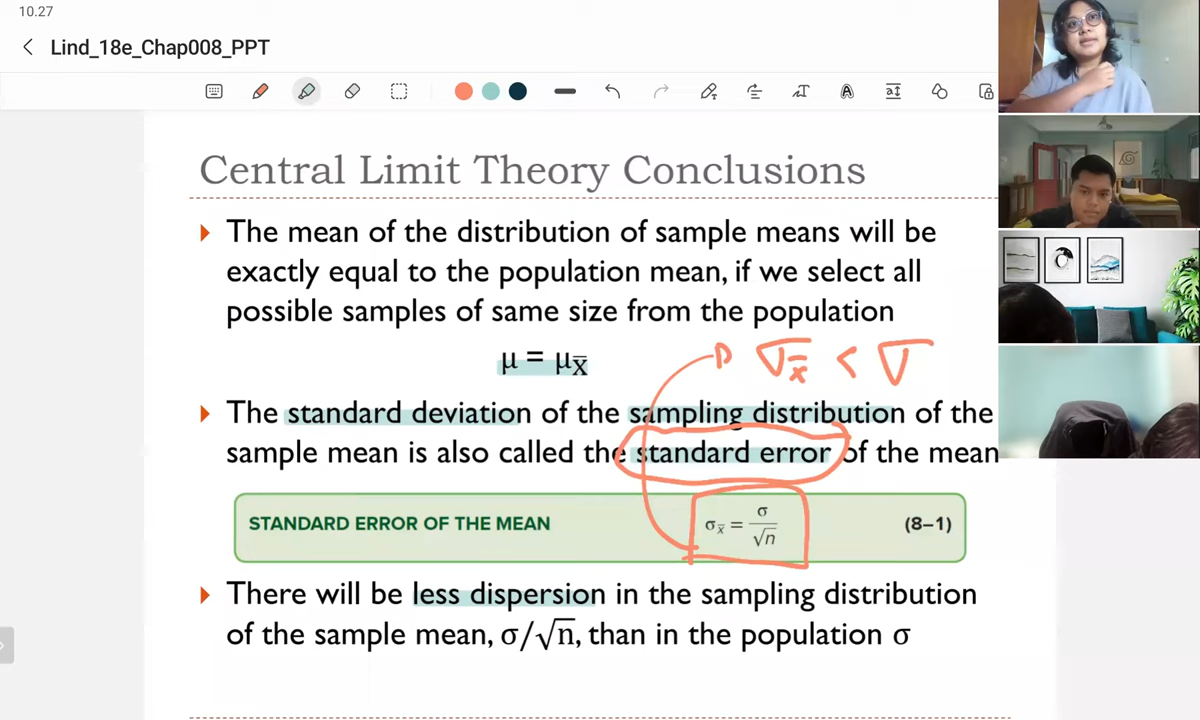 10.27
Lind_18e_Chap008_PPT
Central Limit Theory Conclusions
The mean of the distribution of sample means will be
exactly equal to the population mean, if we select all
possible samples of same size from the population
μ = μx̅
σx̅ < σ
The standard deviation of the sampling distribution of the
sample mean is also called the standard error of the mean
STANDARD ERROR OF THE MEAN σx̅ = σ/√n (8–1)
There will be less dispersion in the sampling distribution
of the sample mean, σ/√n, than in the population σ